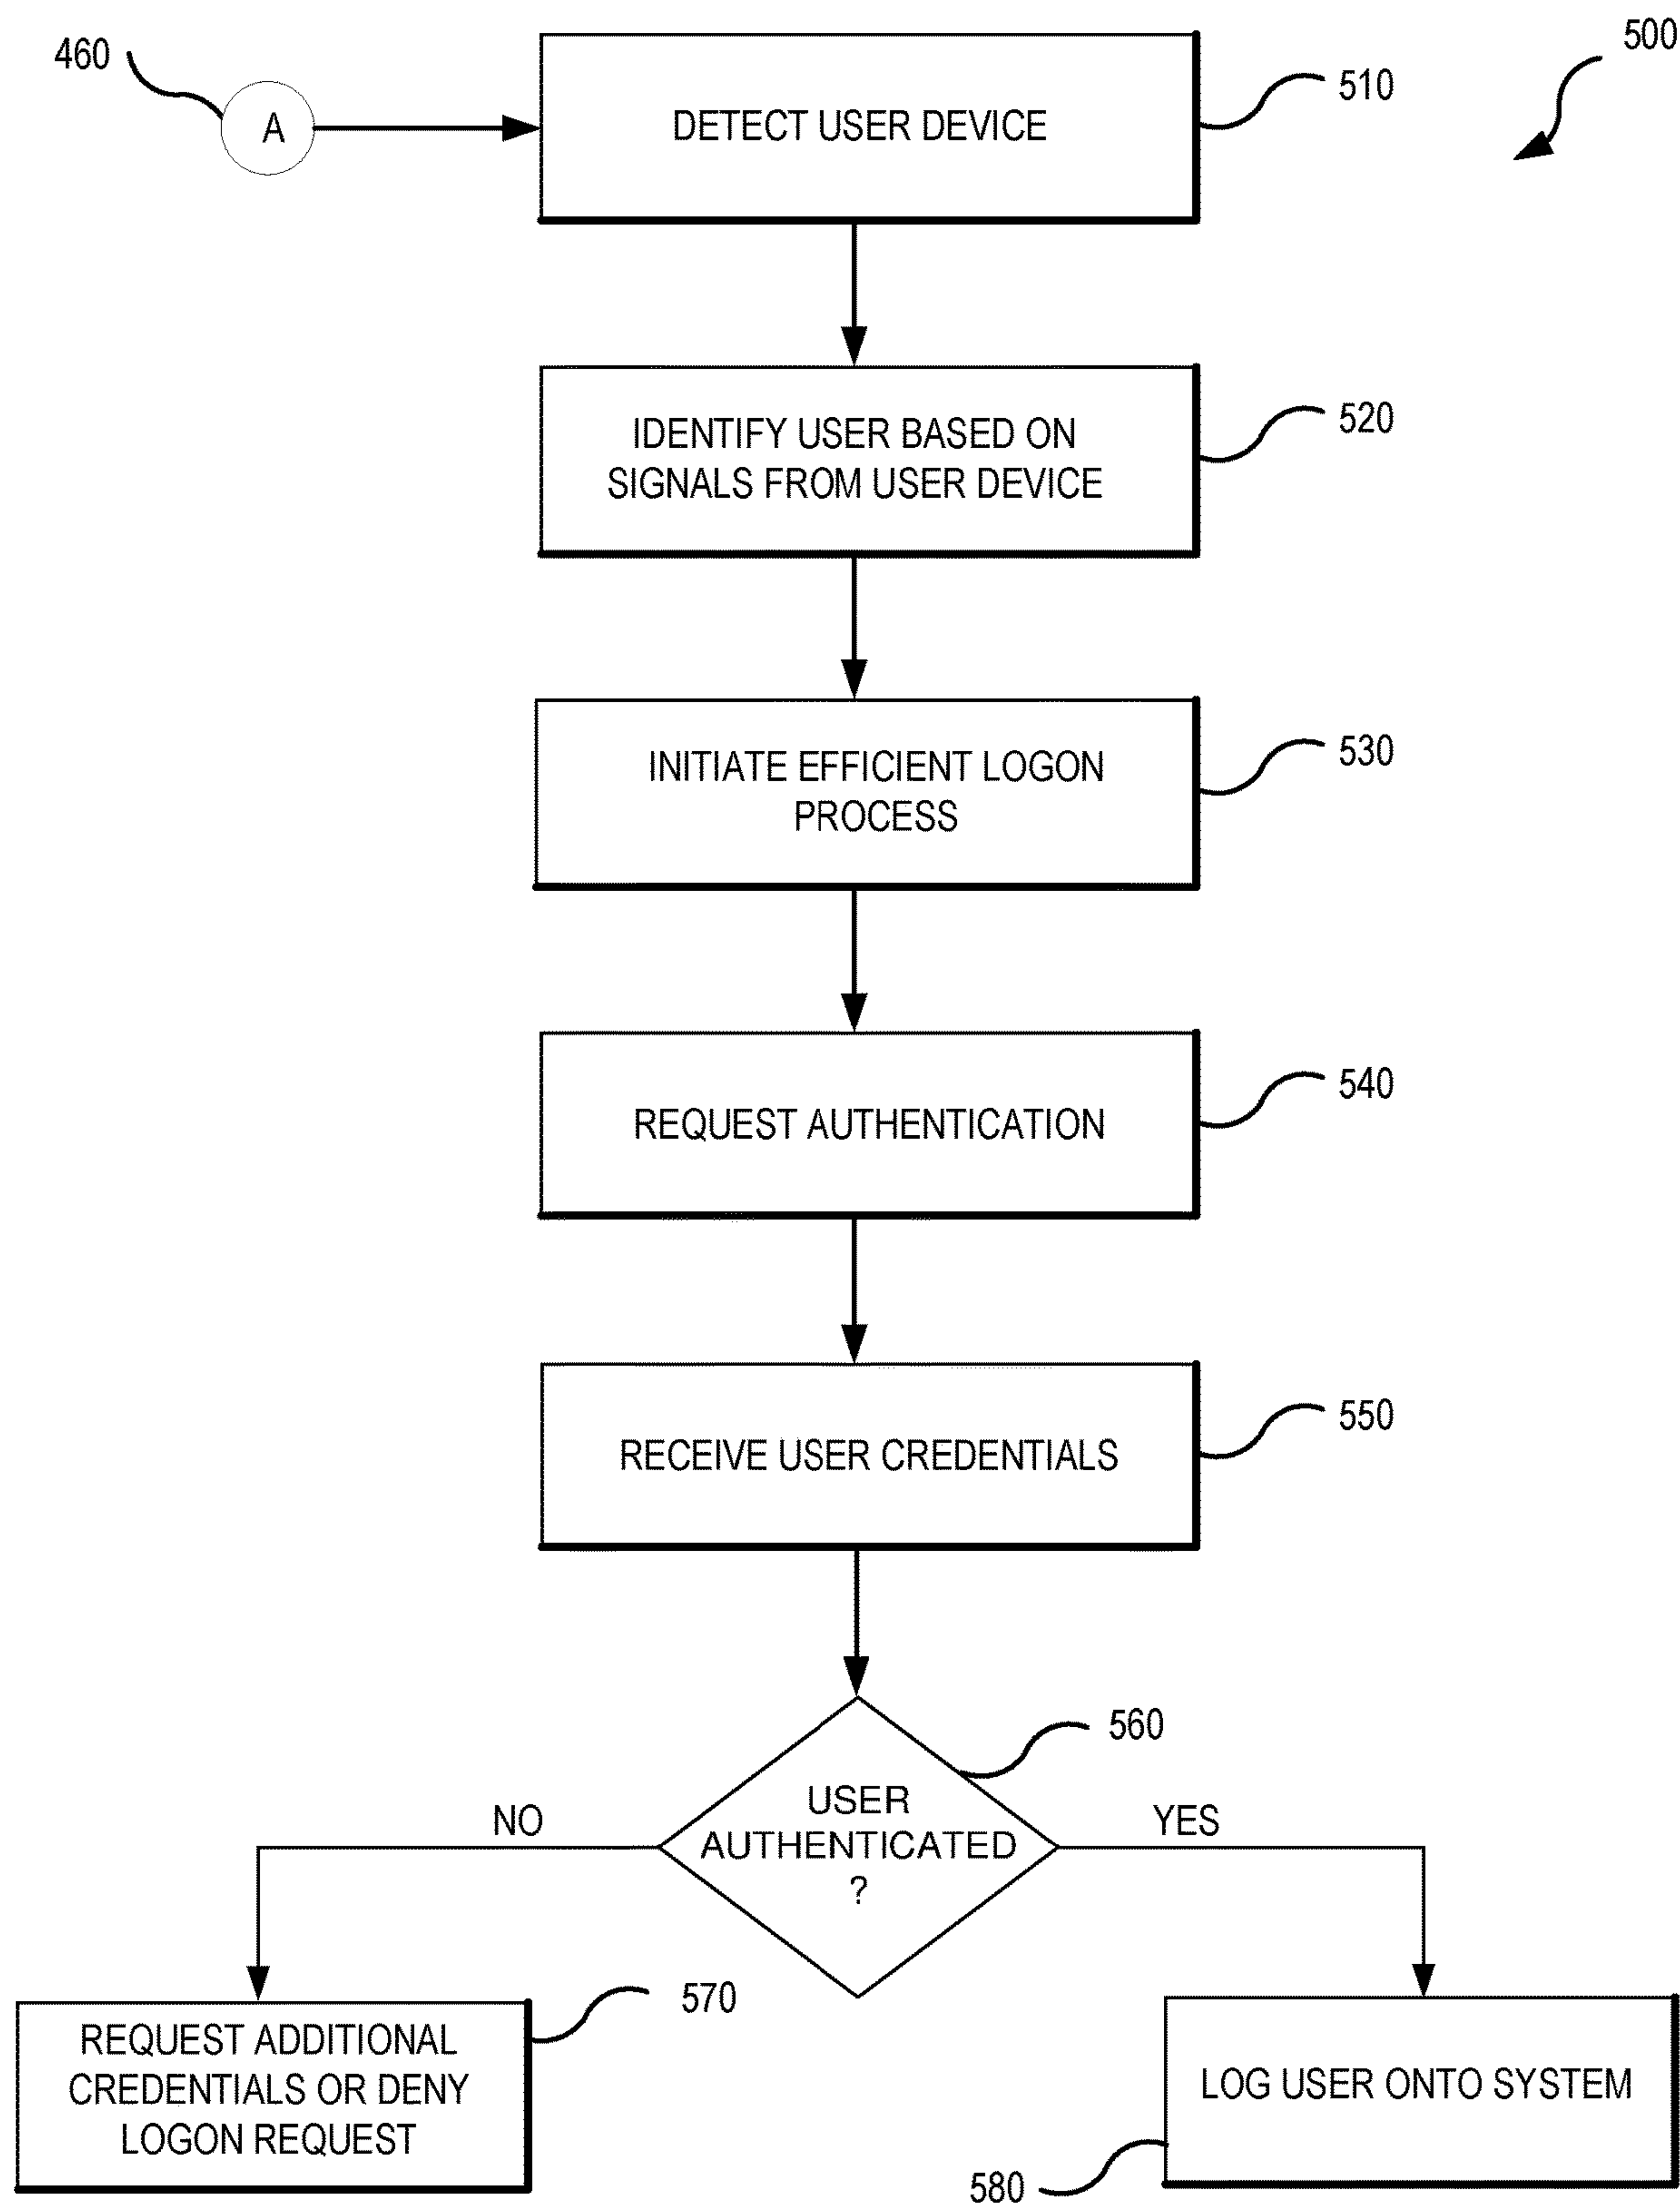 460
A
DETECT USER DEVICE
510
500
IDENTIFY USER BASED ON
SIGNALS FROM USER DEVICE
520
INITIATE EFFICIENT LOGON
PROCESS
530
REQUEST AUTHENTICATION
540
RECEIVE USER CREDENTIALS
550
USER
AUTHENTICATED
?
560
NO
YES
REQUEST ADDITIONAL
CREDENTIALS OR DENY
LOGON REQUEST
570
LOG USER ONTO SYSTEM
580